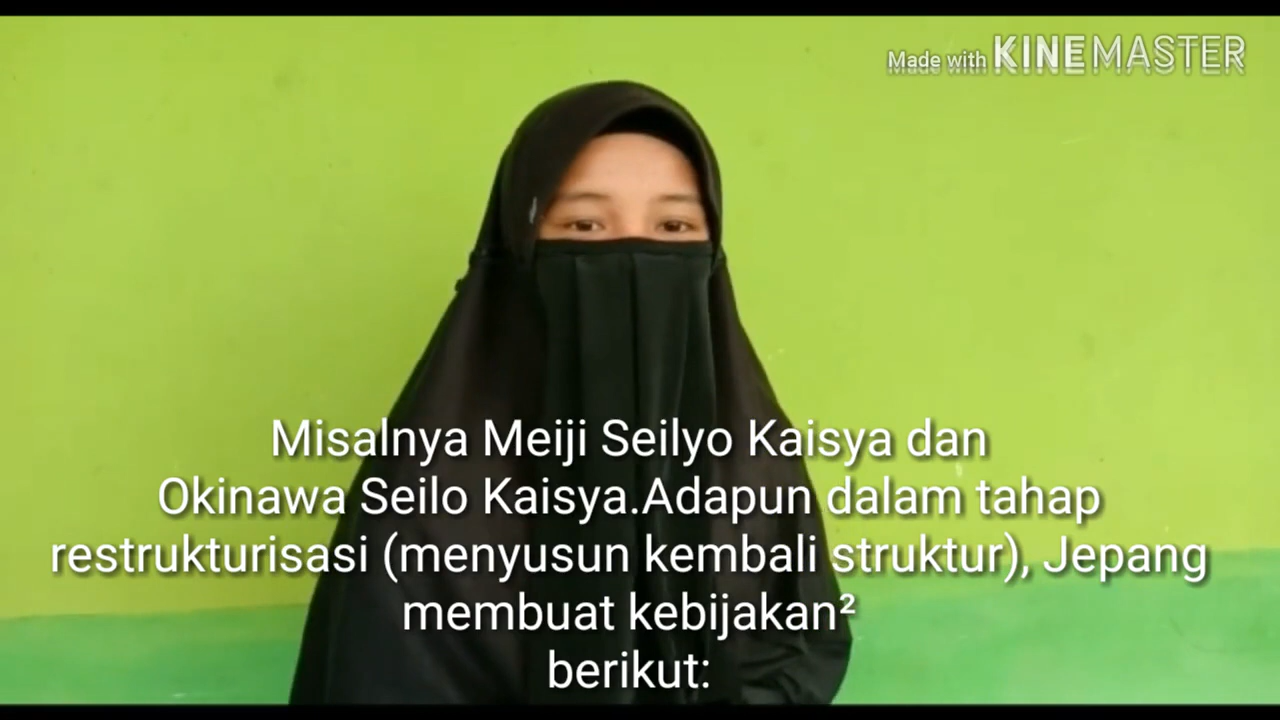 Made with KINEMASTER
Misalnya Meiji Seilyo Kaisya dan
Okinawa Seilo Kaisya.Adapun dalam tahap
restrukturisasi (menyusun kembali struktur), Jepang
membuat kebijakan²
berikut: